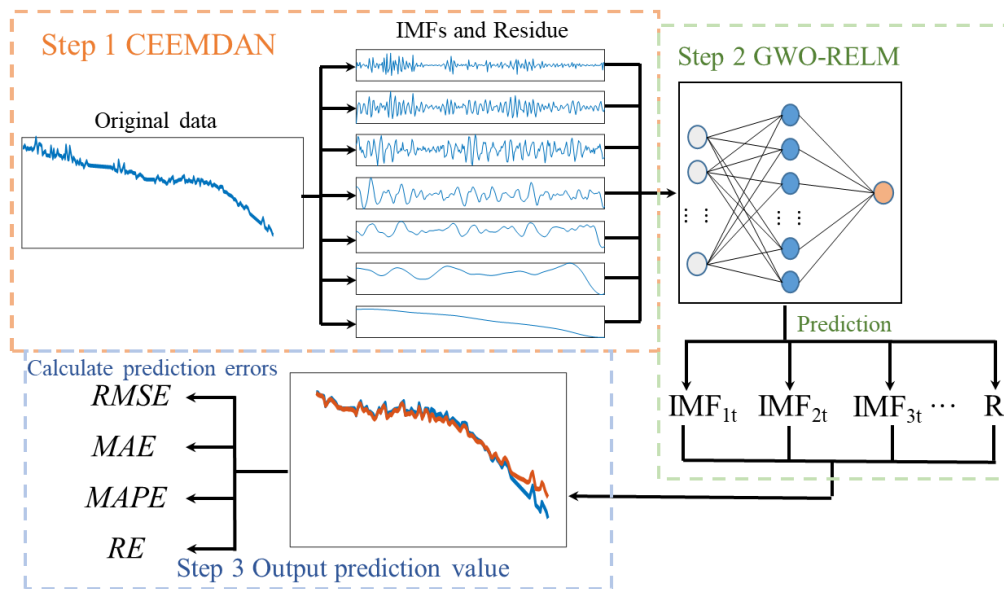 Step 1 CEEMDAN
IMFs and Residue
Original data
Step 2 GWO-RELM
Prediction
IMF1t IMF2t IMF3t ... R
Calculate prediction errors
RMSE
MAE
MAPE
RE
Step 3 Output prediction value